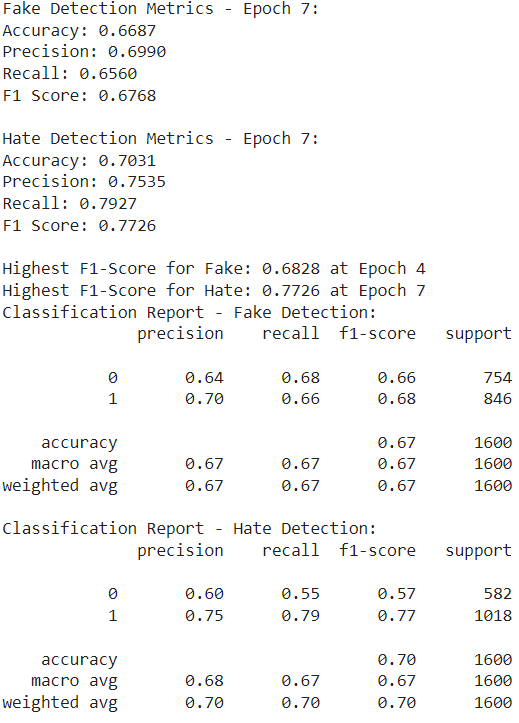 Fake Detection Metrics - Epoch 7:
Accuracy: 0.6687
Precision: 0.6990
Recall: 0.6560
F1 Score: 0.6768

Hate Detection Metrics - Epoch 7:
Accuracy: 0.7031
Precision: 0.7535
Recall: 0.7927
F1 Score: 0.7726

Highest F1-Score for Fake: 0.6828 at Epoch 4
Highest F1-Score for Hate: 0.7726 at Epoch 7
Classification Report - Fake Detection:
              precision    recall  f1-score   support

           0       0.64      0.68      0.66       754
           1       0.70      0.66      0.68       846

    accuracy                           0.67      1600
   macro avg       0.67      0.67      0.67      1600
weighted avg       0.67      0.67      0.67      1600

Classification Report - Hate Detection:
              precision    recall  f1-score   support

           0       0.60      0.55      0.57       582
           1       0.75      0.79      0.77      1018

    accuracy                           0.70      1600
   macro avg       0.68      0.67      0.67      1600
weighted avg       0.70      0.70      0.70      1600